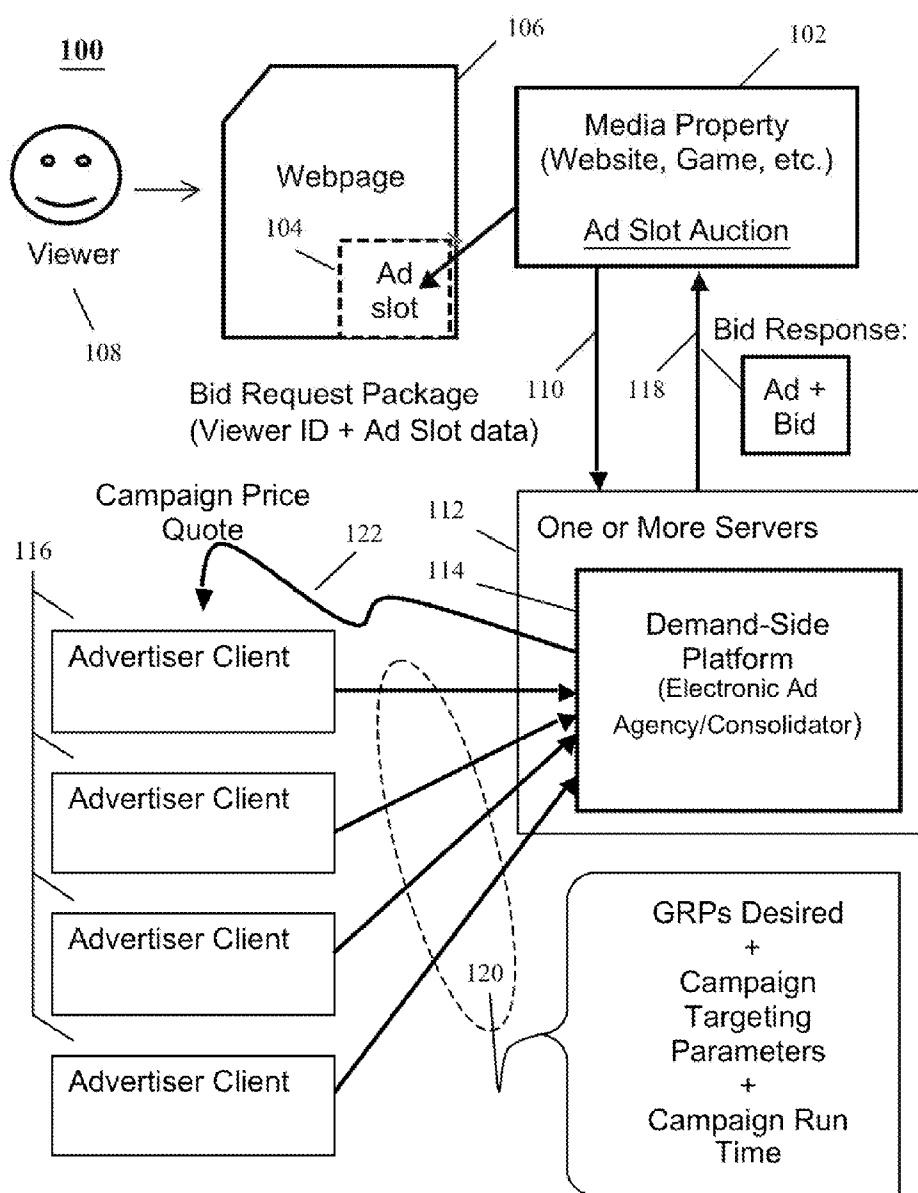 100
106
102
Media Property
(Website, Game, etc.)
Ad Slot Auction
Webpage
104
Ad
slot
Viewer
108
110
118
Bid Response:
Ad +
Bid
Bid Request Package
(Viewer ID + Ad Slot data)
Campaign Price
Quote
122
112
One or More Servers
114
Demand-Side
Platform
(Electronic Ad
Agency/Consolidator)
116
Advertiser Client
Advertiser Client
Advertiser Client
Advertiser Client
120
GRPs Desired
+
Campaign
Targeting
Parameters
+
Campaign Run
Time